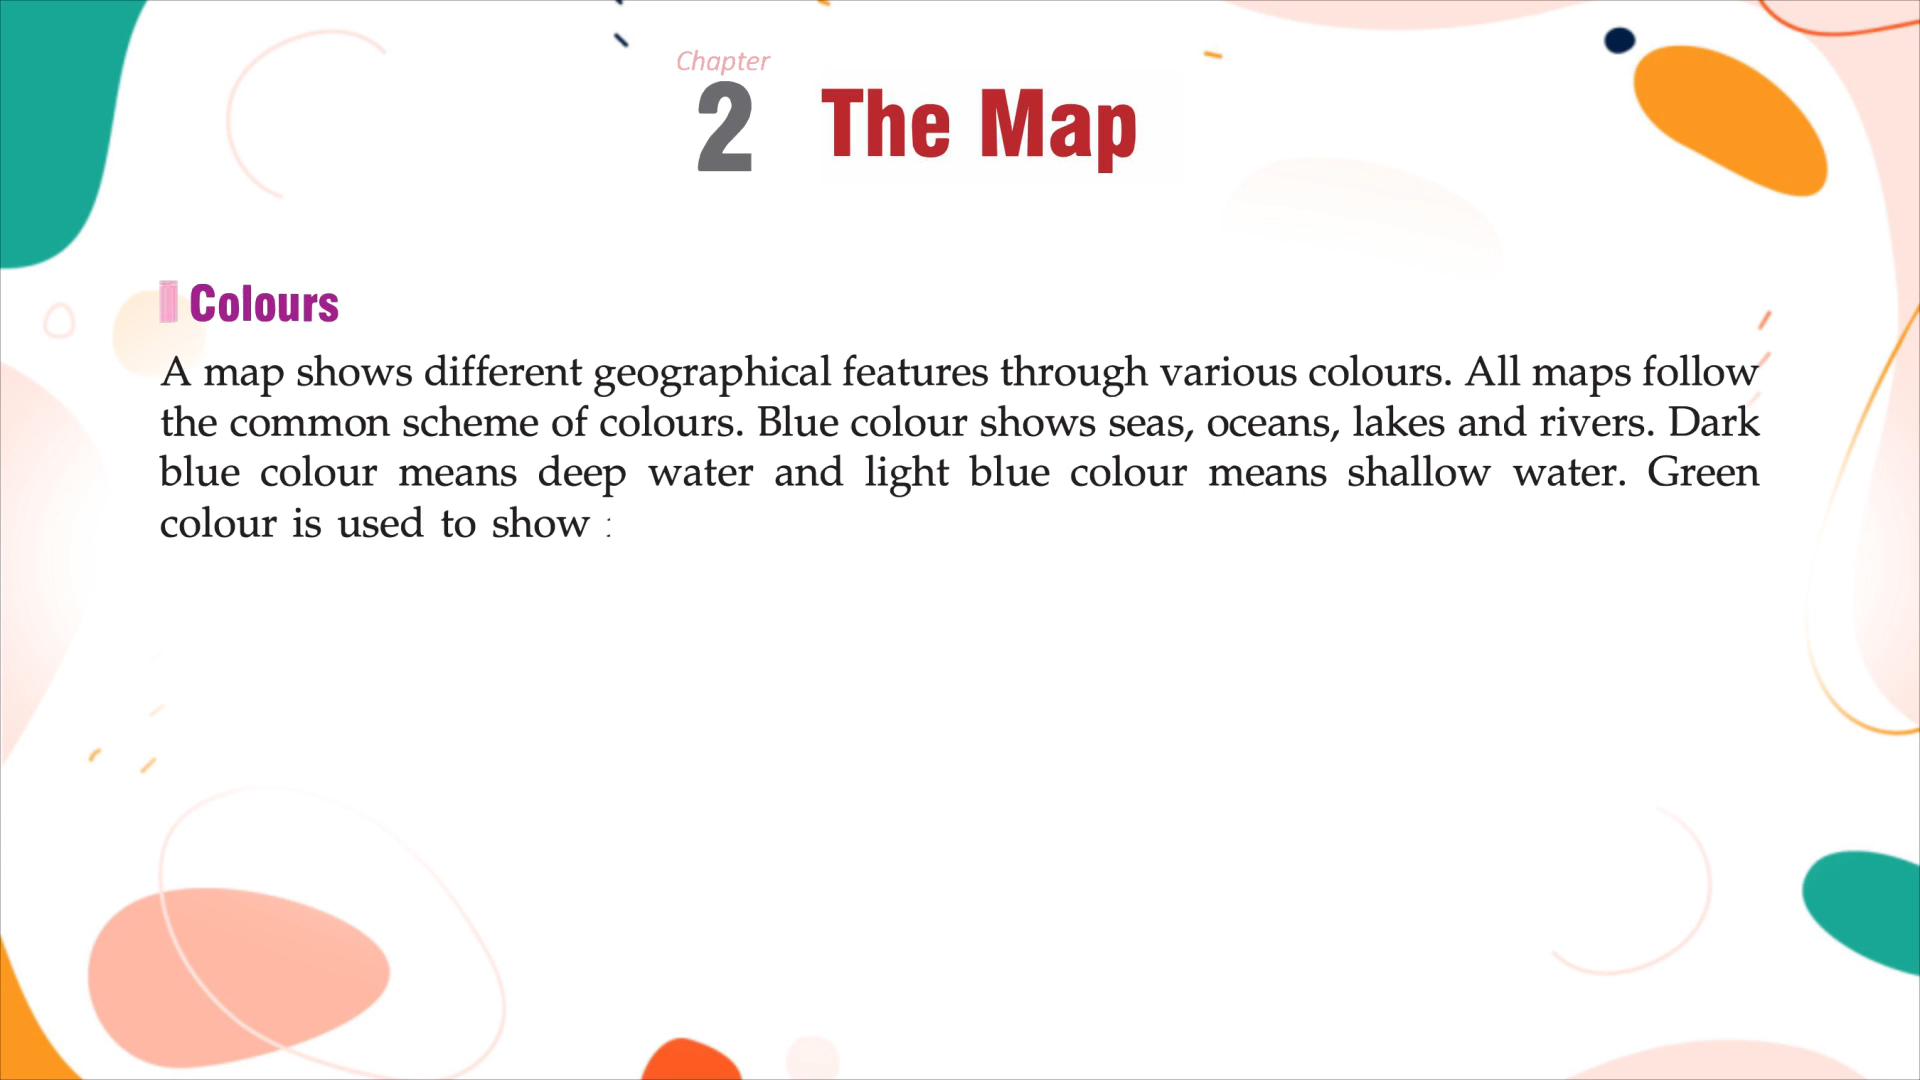 Chapter
2 The Map
Colours
A map shows different geographical features through various colours. All maps follow
the common scheme of colours. Blue colour shows seas, oceans, lakes and rivers. Dark
blue colour means deep water and light blue colour means shallow water. Green
colour is used to show